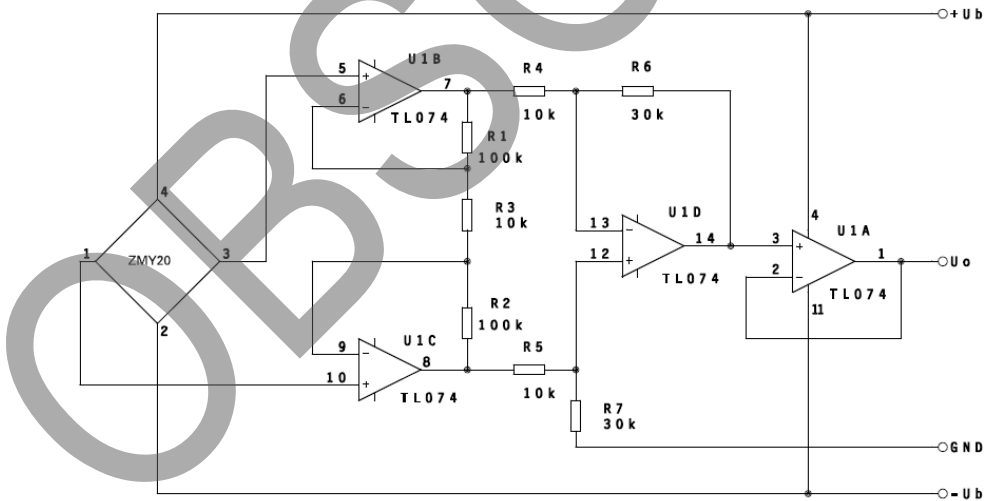 +Ub
U1B
5
+
6
−
7
TL074
R4
10k
R6
30k
R1
100k
R3
10k
4
1
ZMY20
3
2
R2
100k
U1C
9
−
10
+
8
TL074
R5
10k
R7
30k
13
−
12
+
U1D
14
TL074
4
U1A
3
+
2
−
1
TL074
11
Uo
GND
-Ub
OBSO